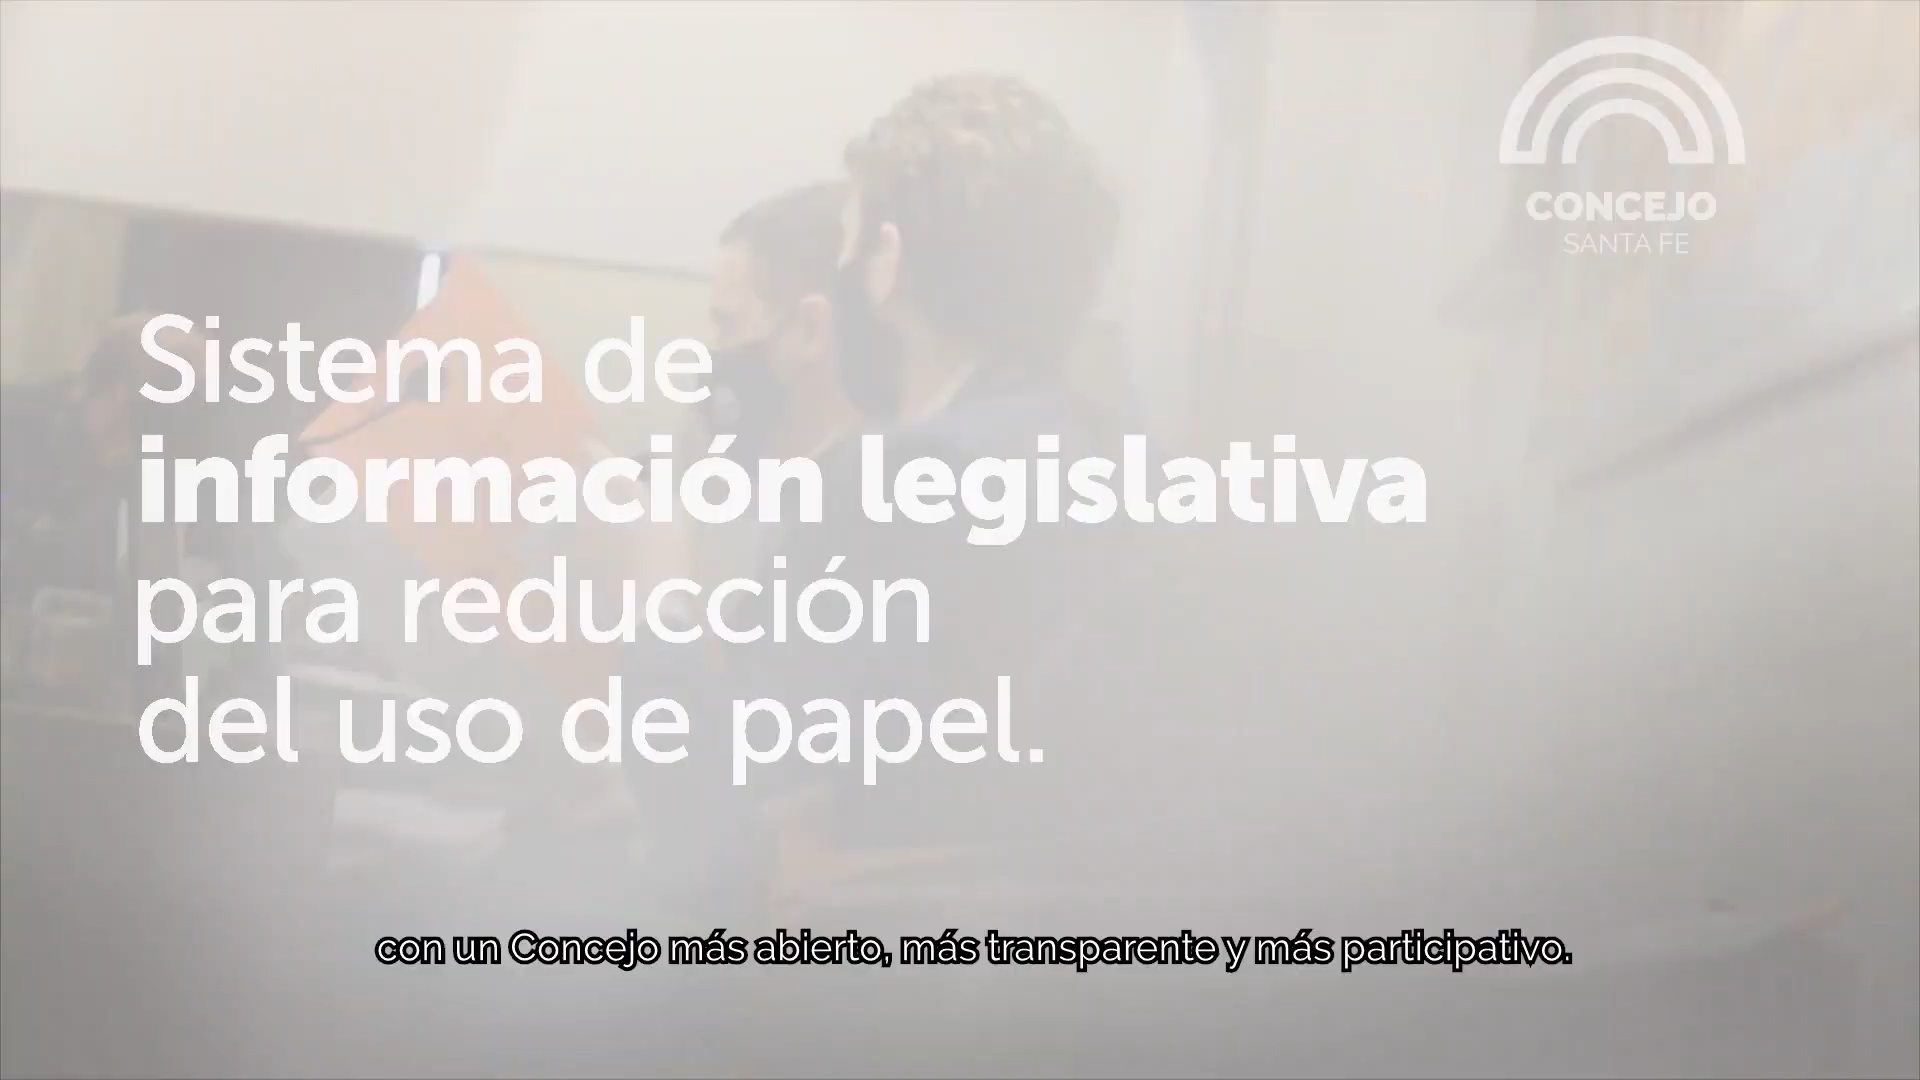 CONCEJO
SANTA FE
Sistema de
información legislativa
para reducción
del uso de papel.
con un Concejo más abierto, más transparente y más participativo.